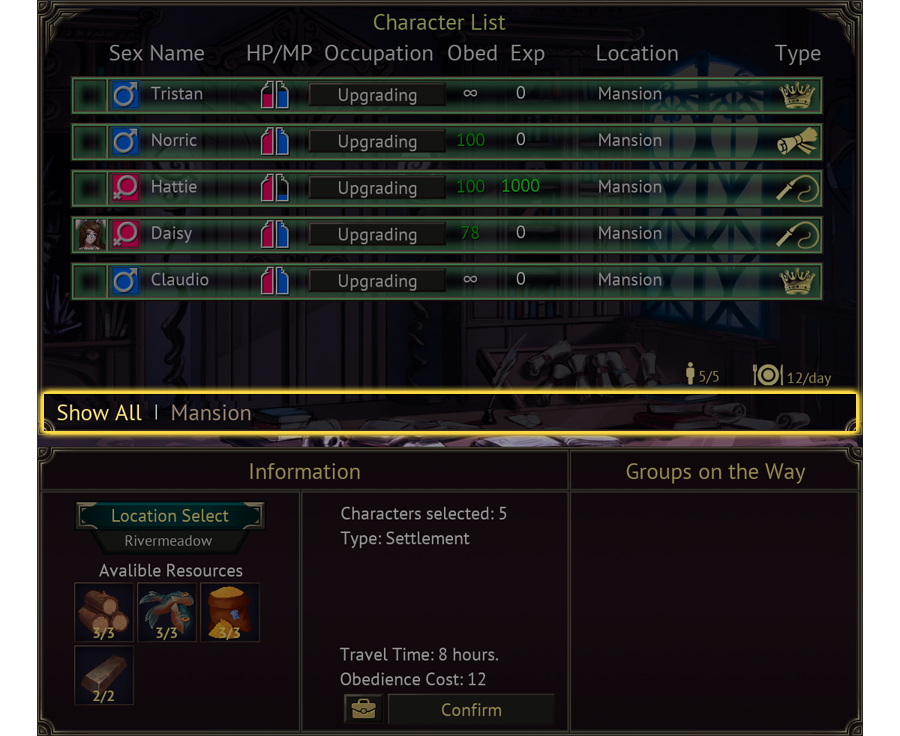 Character List
Sex Name HP/MP Occupation Obed Exp Location Type
Tristan Upgrading ∞ 0 Mansion
Norric Upgrading 100 0 Mansion
Hattie Upgrading 100 1000 Mansion
Daisy Upgrading 78 0 Mansion
Claudio Upgrading ∞ 0 Mansion
5/5 12/day
Show All | Mansion
Information Groups on the Way
Location Select
Rivermeadow
Avalible Resources
3/3 3/3 3/3
2/2
Characters selected: 5
Type: Settlement
Travel Time: 8 hours.
Obedience Cost: 12
Confirm